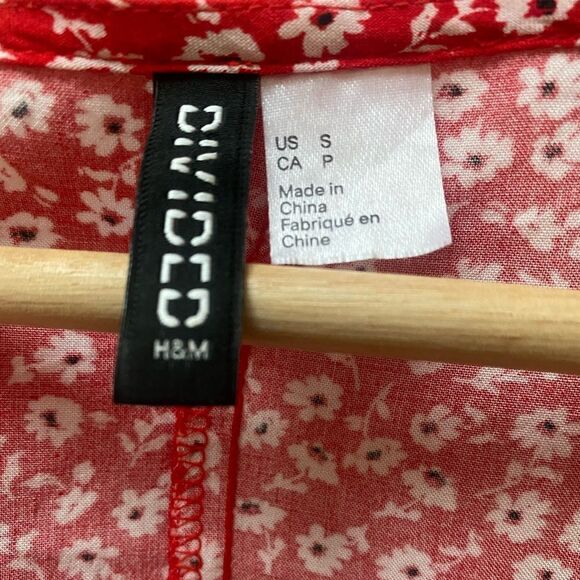 DIVIDED
H&M
US S
CA P
Made in
China
Fabriqué en
Chine